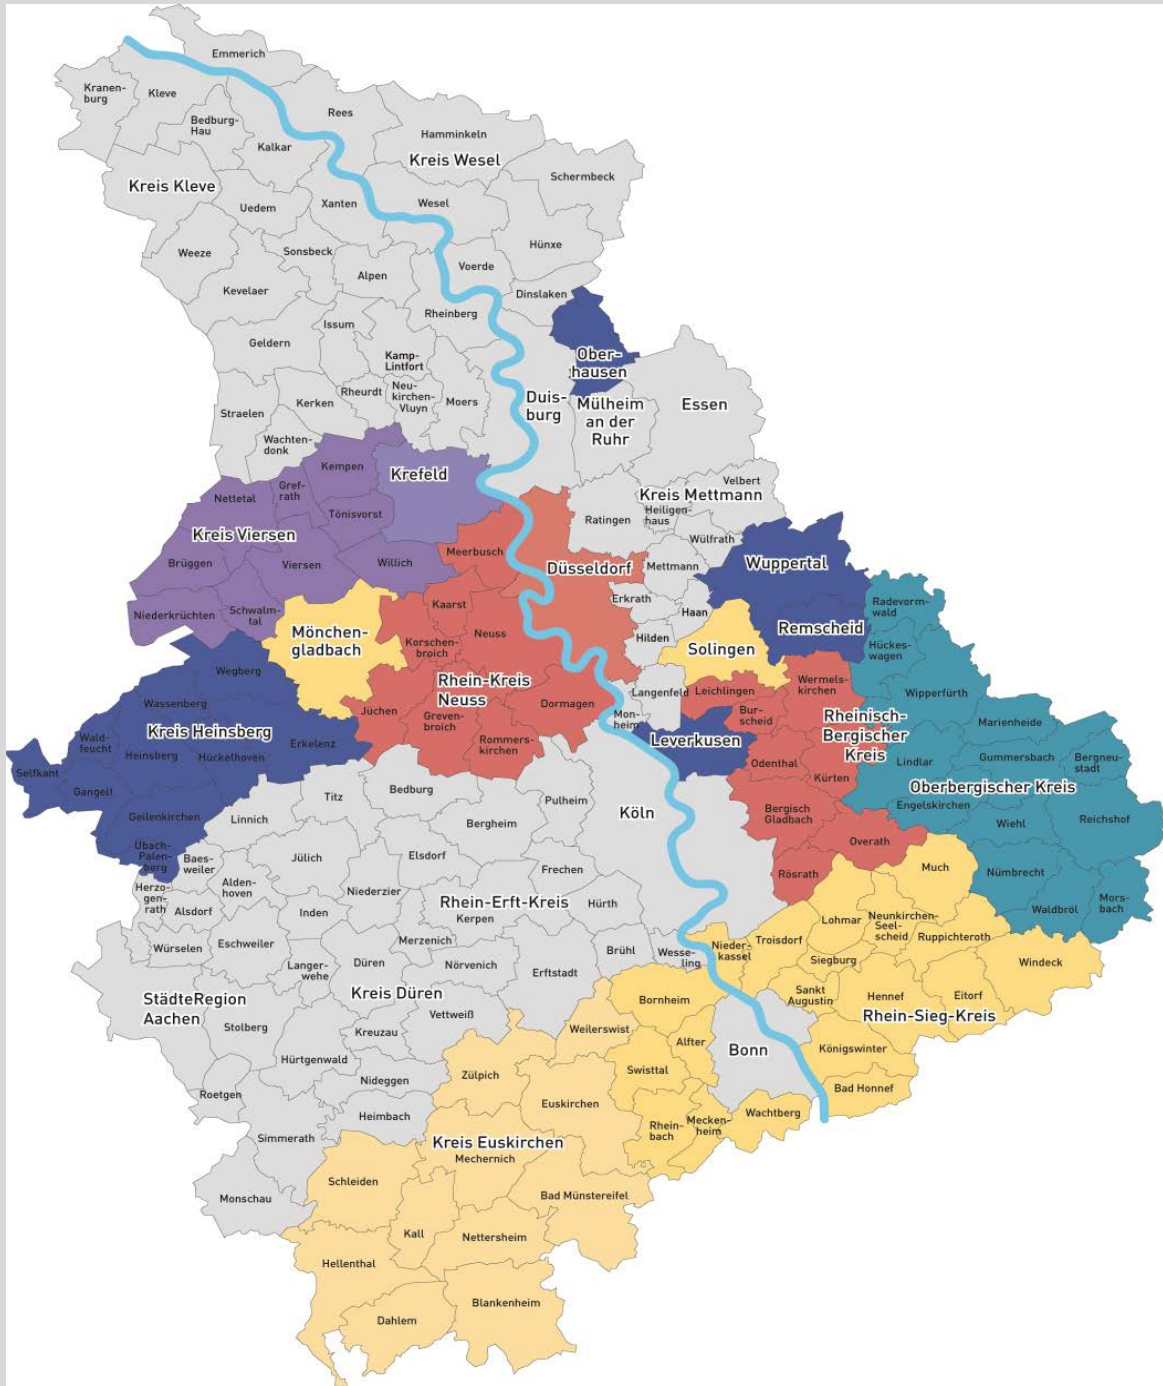 Emmerich
Kranen-
burg
Kleve
Bedburg-
Hau
Rees
Kalkar
Hamminkeln
Kreis Wesel
Schermbeck
Kreis Kleve
Uedem
Xanten
Wesel
Weeze
Sonsbeck
Hünxe
Alpen
Voerde
Kevelaer
Dinslaken
Rheinberg
Issum
Geldern
Kamp-
Lintfort
Ober-
hausen
Rheurdt
Neu-
kirchen-
Vluyn
Moers
Kerken
Straelen
Duis-
burg
Mülheim
an der
Ruhr
Essen
Wachten-
donk
Kempen
Krefeld
Nettetal
Gref-
rath
Tönisvorst
Velbert
Kreis Mettmann
Heiligen-
haus
Ratingen
Kreis Viersen
Wülfrath
Meerbusch
Brüggen
Viersen
Willich
Düsseldorf
Mettmann
Wuppertal
Niederkrüchten
Schwalm-
tal
Kaarst
Erkrath
Haan
Radevorm-
wald
Mönchen-
gladbach
Korschen-
broich
Neuss
Hilden
Solingen
Remscheid
Hückes-
wagen
Wegberg
Rhein-Kreis
Neuss
Langenfeld
Leichlingen
Wermels-
kirchen
Wipperfürth
Wassenberg
Jüchen
Greven-
broich
Dormagen
Mon-
heim
Bur-
scheid
Rheinisch-
Bergischer
Kreis
Marienheide
Kreis Heinsberg
Wald-
feucht
Heinsberg
Hückelhoven
Erkelenz
Rommers-
kirchen
Leverkusen
Odenthal
Kürten
Lindlar
Gummersbach
Bergneu-
stadt
Selfkant
Gangelt
Oberbergischer Kreis
Geilenkirchen
Titz
Bedburg
Pulheim
Köln
Bergisch
Gladbach
Engelskirchen
Wiehl
Reichshof
Linnich
Bergheim
Übach-
Palen-
berg
Baes-
weiler
Jülich
Elsdorf
Overath
Frechen
Rösrath
Much
Nümbrecht
Herzo-
gen-
rath
Alden-
hoven
Niederzier
Rhein-Erft-Kreis
Kerpen
Hürth
Waldbröl
Mors-
bach
Alsdorf
Inden
Lohmar
Neunkirchen-
Seel-
scheid
Ruppichteroth
Würselen
Eschweiler
Merzenich
Brühl
Wesse-
ling
Nieder-
kassel
Troisdorf
Siegburg
Windeck
Langer-
wehe
Düren
Nörvenich
Erftstadt
StädteRegion
Aachen
Kreis Düren
Bornheim
Sankt
Augustin
Hennef
Eitorf
Rhein-Sieg-Kreis
Stolberg
Kreuzau
Vettweiß
Weilerswist
Alfter
Bonn
Königswinter
Hürtgenwald
Nideggen
Zülpich
Swisttal
Bad Honnef
Roetgen
Heimbach
Euskirchen
Wachtberg
Simmerath
Kreis Euskirchen
Mechernich
Rhein-
bach
Mecken-
heim
Monschau
Schleiden
Bad Münstereifel
Kall
Nettersheim
Hellenthal
Blankenheim
Dahlem